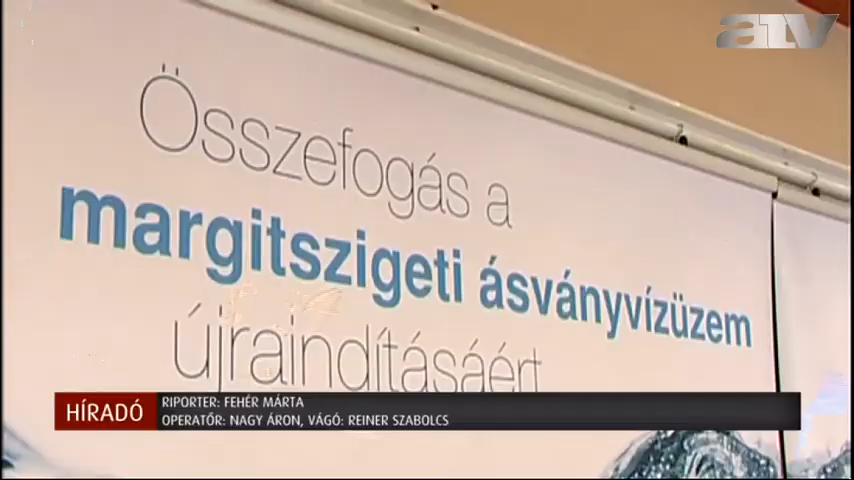 atv
Összefogás a
margitszigeti ásványvízüzem
újraindításáért
HÍRADÓ
RIPORTER: FEHÉR MÁRTA
OPERATŐR: NAGY ÁRON, VÁGÓ: REINER SZABOLCS